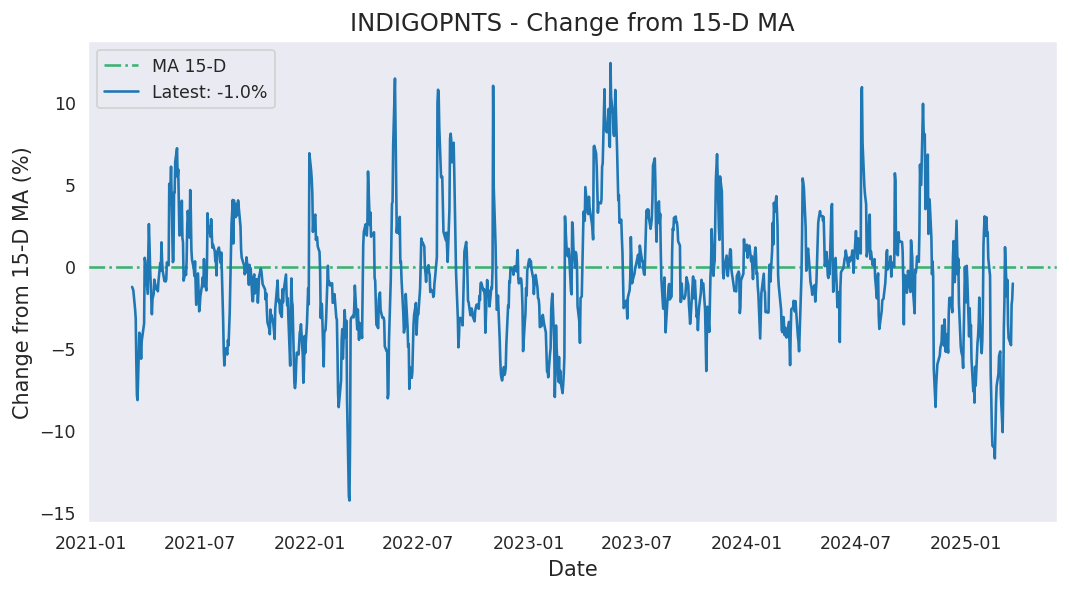 INDIGOPNTS - Change from 15-D MA
MA 15-D
Latest: -1.0%
Change from 15-D MA (%)
10
5
0
−5
−10
−15
2021-01 2021-07 2022-01 2022-07 2023-01 2023-07 2024-01 2024-07 2025-01
Date